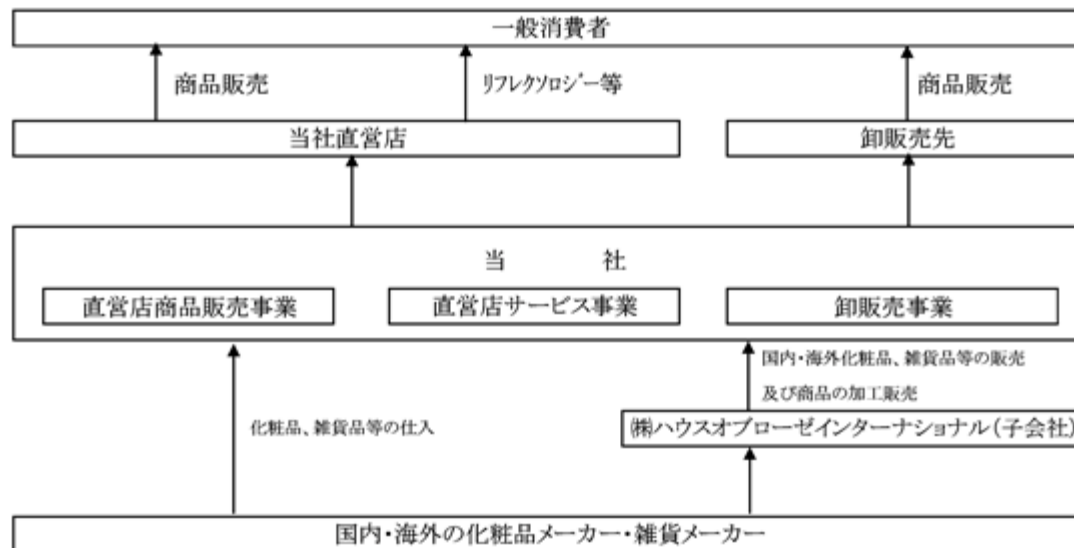 一般消費者
商品販売
リフレクソロジー等
商品販売
当社直営店
卸販売先
当 社
直営店商品販売事業
直営店サービス事業
卸販売事業
国内・海外化粧品、雑貨品等の販売
及び商品の加工販売
化粧品、雑貨品等の仕入
㈱ハウスオブローゼインターナショナル(子会社)
国内・海外の化粧品メーカー・雑貨メーカー